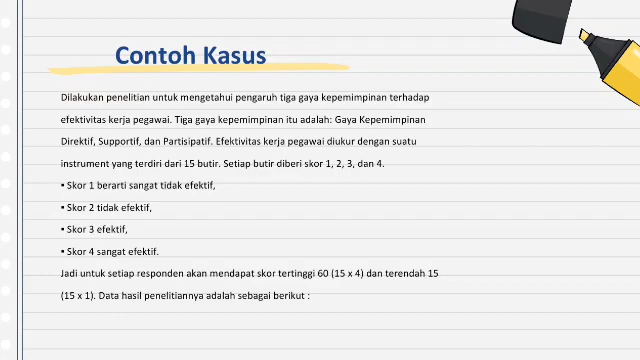 Contoh Kasus
Dilakukan penelitian untuk mengetahui pengaruh tiga gaya kepemimpinan terhadap
efektivitas kerja pegawai. Tiga gaya kepemimpinan itu adalah: Gaya Kepemimpinan
Direktif, Supportif, dan Partisipatif. Efektivitas kerja pegawai diukur dengan suatu
instrument yang terdiri dari 15 butir. Setiap butir diberi skor 1, 2, 3, dan 4.
▪ Skor 1 berarti sangat tidak efektif,
▪ Skor 2 tidak efektif,
▪ Skor 3 efektif,
▪ Skor 4 sangat efektif.
Jadi untuk setiap responden akan mendapat skor tertinggi 60 (15 x 4) dan terendah 15
(15 x 1). Data hasil penelitiannya adalah sebagai berikut :